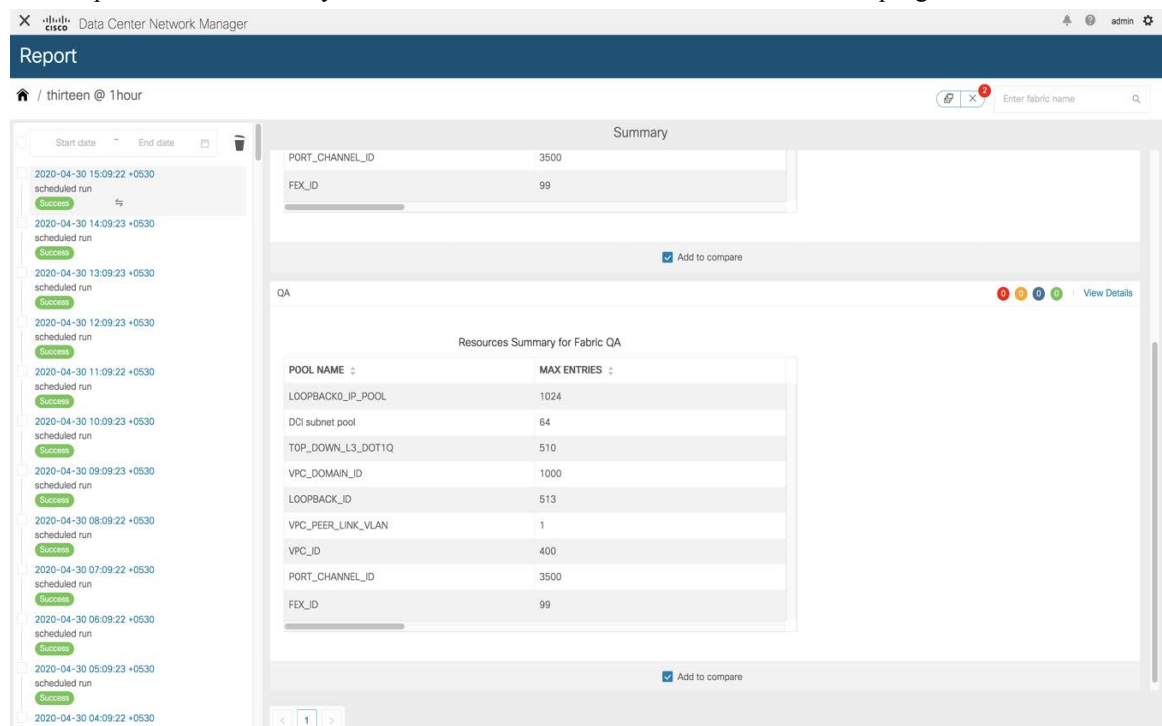 cisco Data Center Network Manager
admin
Report
/ thirteen @ 1hour
2
Enter fabric name
Start date ~ End date
Summary
2020-04-30 15:09:22 +0530
scheduled run
Success
2020-04-30 14:09:23 +0530
scheduled run
Success
2020-04-30 13:09:23 +0530
scheduled run
Success
2020-04-30 12:09:23 +0530
scheduled run
Success
2020-04-30 11:09:22 +0530
scheduled run
Success
2020-04-30 10:09:23 +0530
scheduled run
Success
2020-04-30 09:09:23 +0530
scheduled run
Success
2020-04-30 08:09:22 +0530
scheduled run
Success
2020-04-30 07:09:22 +0530
scheduled run
Success
2020-04-30 06:09:22 +0530
scheduled run
Success
2020-04-30 05:09:23 +0530
scheduled run
Success
2020-04-30 04:09:22 +0530
PORT_CHANNEL_ID 3500
FEX_ID 99
Add to compare
QA 0 0 0 0 View Details
Resources Summary for Fabric QA
POOL NAME MAX ENTRIES
LOOPBACK0_IP_POOL 1024
DCI subnet pool 64
TOP_DOWN_L3_DOT1Q 510
VPC_DOMAIN_ID 1000
LOOPBACK_ID 513
VPC_PEER_LINK_VLAN 1
VPC_ID 400
PORT_CHANNEL_ID 3500
FEX_ID 99
Add to compare
< 1 >